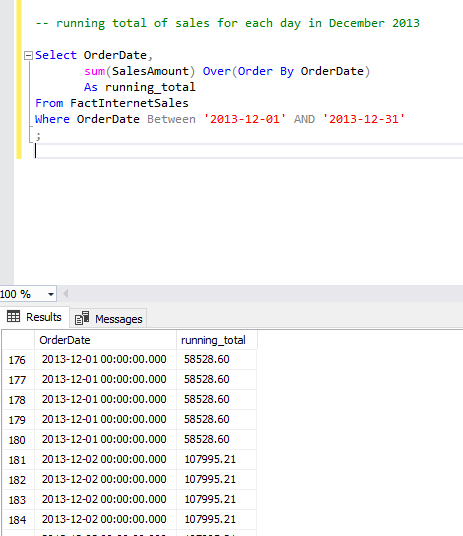 -- running total of sales for each day in December 2013
Select OrderDate,
sum(SalesAmount) Over(Order By OrderDate)
As running_total
From FactInternetSales
Where OrderDate Between '2013-12-01' AND '2013-12-31'
;
100 %
Results Messages
OrderDate running_total
176 2013-12-01 00:00:00.000 58528.60
177 2013-12-01 00:00:00.000 58528.60
178 2013-12-01 00:00:00.000 58528.60
179 2013-12-01 00:00:00.000 58528.60
180 2013-12-01 00:00:00.000 58528.60
181 2013-12-02 00:00:00.000 107995.21
182 2013-12-02 00:00:00.000 107995.21
183 2013-12-02 00:00:00.000 107995.21
184 2013-12-02 00:00:00.000 107995.21